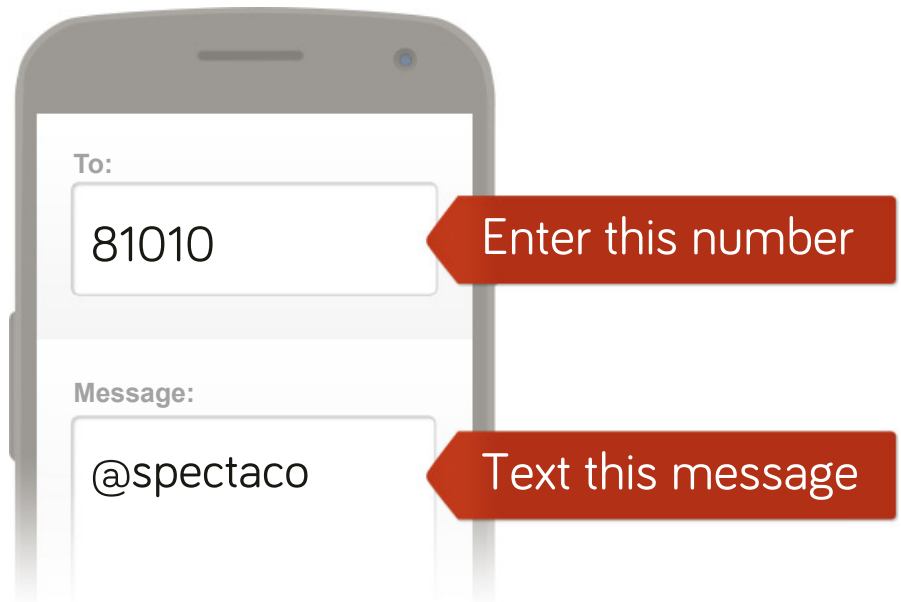 To:
81010
Enter this number
Message:
@spectaco
Text this message